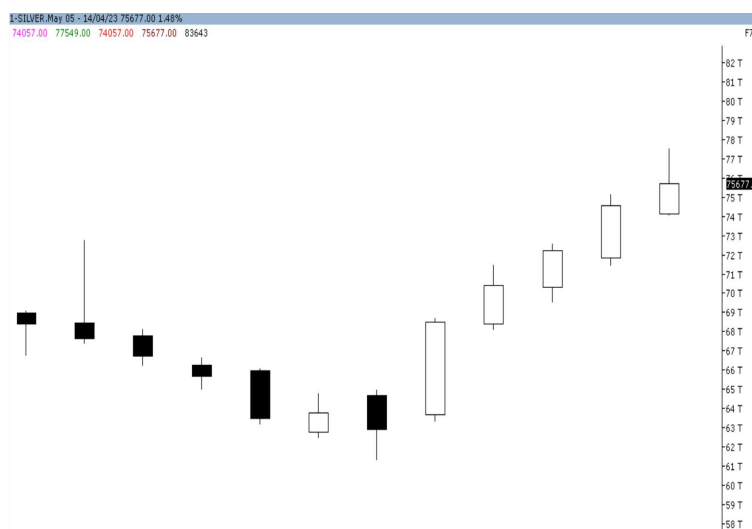 1-SILVER.May 05 - 14/04/23 75677.00 1.48%
74057.00 77549.00 74057.00 75677.00 83643
F7
82 T
81 T
80 T
79 T
78 T
77 T
76 T
75677.
75 T
74 T
73 T
72 T
71 T
70 T
69 T
68 T
67 T
66 T
65 T
64 T
63 T
62 T
61 T
60 T
59 T
58 T